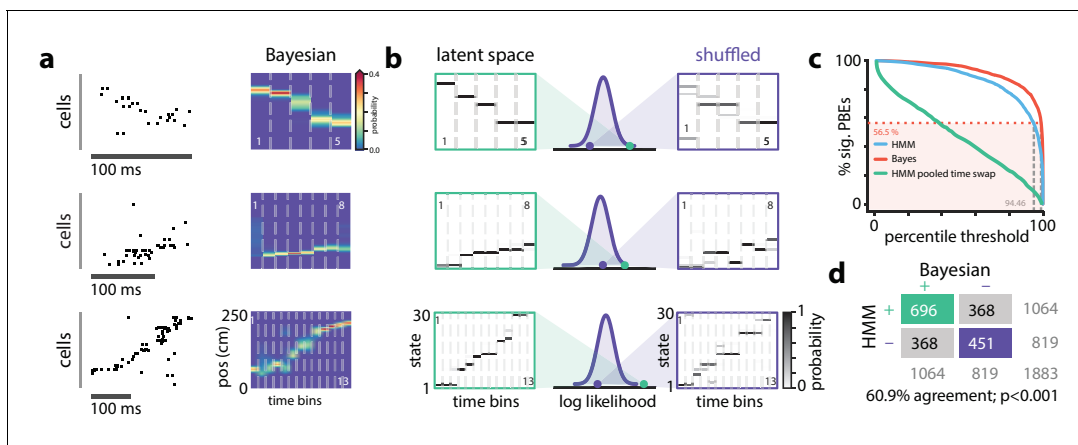 a
Bayesian
cells
100 ms
1
5
0.4
probability
0.0
cells
100 ms
1
8
cells
100 ms
250
pos (cm)
0
1
13
time bins
b
latent space
shuffled
1
5
1
5
1
8
1
8
30
state
1
1
13
time bins
log likelihood
30
state
1
1
13
time bins
1
probability
0
c
100
% sig. PBEs
0
56.5 %
HMM
Bayes
HMM pooled time swap
94.46
0
100
percentile threshold
d
Bayesian
+ −
HMM
+ 696 368 1064
− 368 451 819
1064 819 1883
60.9% agreement; p<0.001